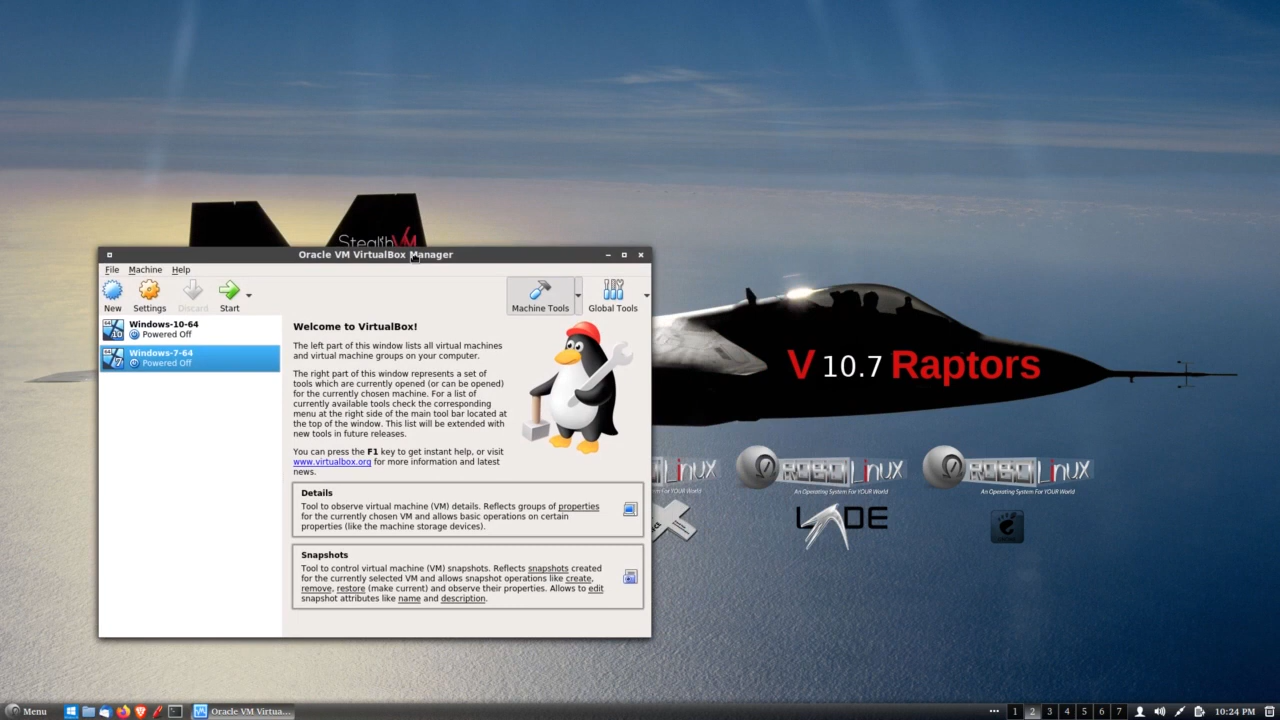 StealthVM
Oracle VM VirtualBox Manager
File Machine Help
New Settings Discard Start Machine Tools Global Tools
Windows-10-64
Powered Off
Windows-7-64
Powered Off
Welcome to VirtualBox!
The left part of this window lists all virtual machines
and virtual machine groups on your computer.
The right part of this window represents a set of
tools which are currently opened (or can be opened)
for the currently chosen machine. For a list of
currently available tools check the corresponding
menu at the right side of the main tool bar located at
the top of the window. This list will be extended with
new tools in future releases.
You can press the F1 key to get instant help, or visit
www.virtualbox.org for more information and latest
news.
Details
Tool to observe virtual machine (VM) details. Reflects groups of properties
for the currently chosen VM and allows basic operations on certain
properties (like the machine storage devices).
Snapshots
Tool to control virtual machine (VM) snapshots. Reflects snapshots created
for the currently selected VM and allows snapshot operations like create,
remove, restore (make current) and observe their properties. Allows to edit
snapshot attributes like name and description.
V 10.7 Raptors
ROBOLINUX
An Operating System For YOUR World
ROBOLINUX
An Operating System For YOUR World
Menu Oracle VM Virtua... 1 2 3 4 5 6 7 10:24 PM